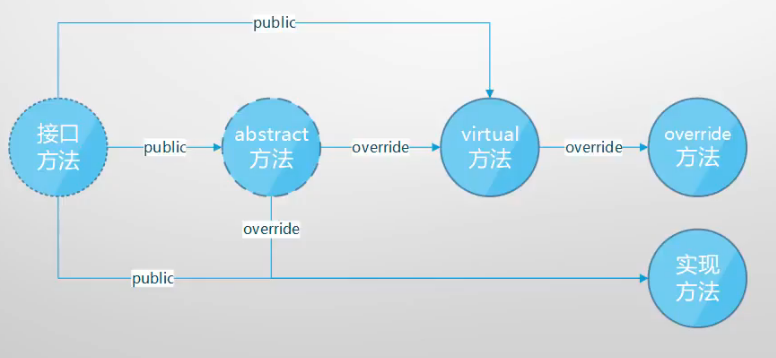 public
接口
方法
public
abstract
方法
override
virtual
方法
override
override
方法
override
public
实现
方法